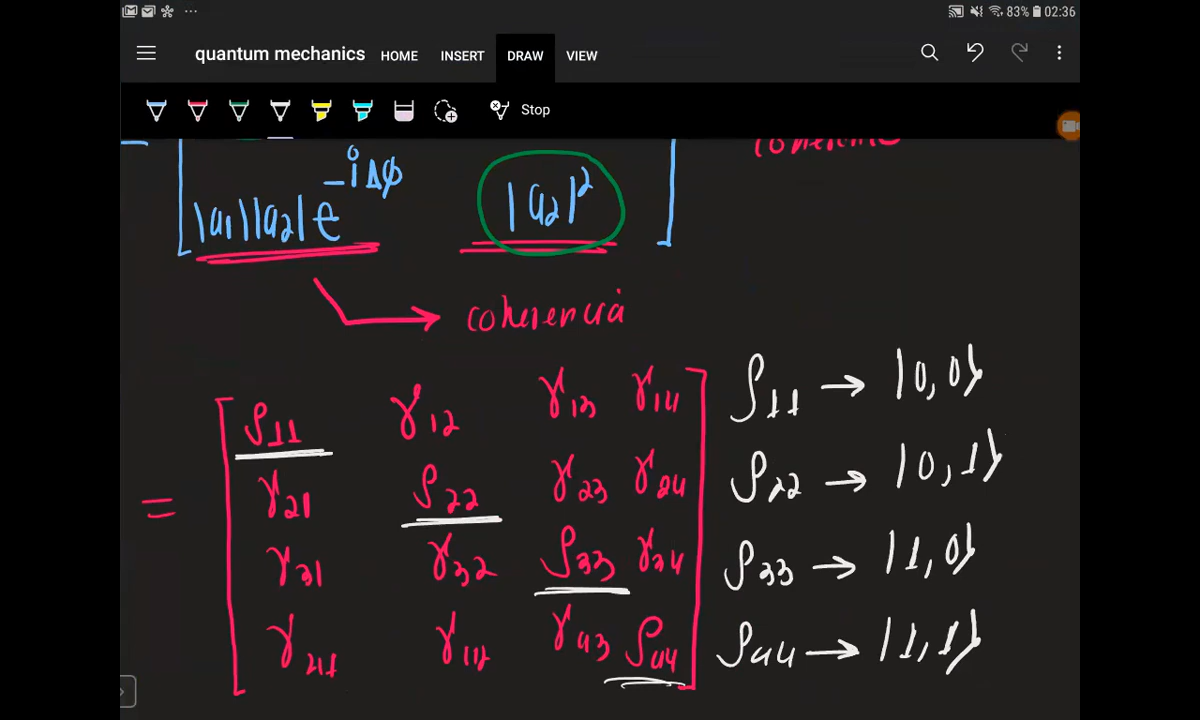 02:36 83%
quantum mechanics HOME INSERT DRAW VIEW
Stop
|a₁||a₂|e^-iΔφ |a₂|²
coherencia
= [ ρ11 γ12 γ13 γ14 ρ11 → |0,0⟩
γ21 ρ22 γ23 γ24 ρ22 → |0,1⟩
γ31 γ32 ρ33 γ34 ρ33 → |1,0⟩
γ43 ρ44 ] ρ44 → |1,1⟩